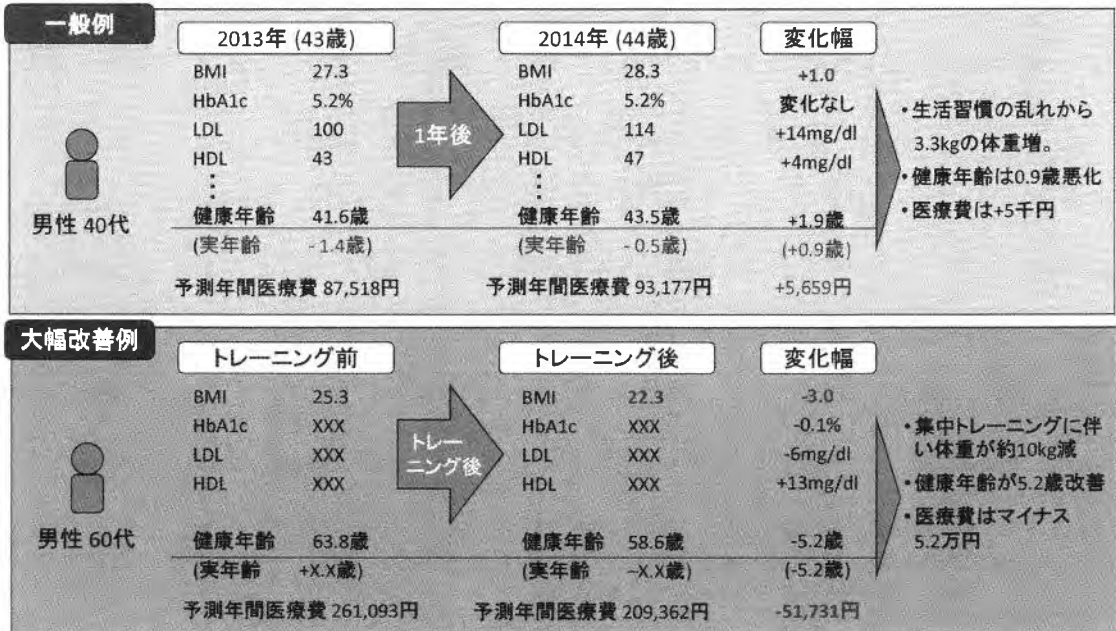 一般例
2013年 (43歳) 2014年 (44歳) 変化幅
BMI 27.3 BMI 28.3 +1.0
HbA1c 5.2% HbA1c 5.2% 変化なし
LDL 100 LDL 114 +14mg/dl
HDL 43 HDL 47 +4mg/dl
1年後
男性 40代
健康年齢 41.6歳 健康年齢 43.5歳 +1.9歳
(実年齢 -1.4歳) (実年齢 -0.5歳) (+0.9歳)
予測年間医療費 87,518円 予測年間医療費 93,177円 +5,659円
・生活習慣の乱れから
3.3kgの体重増。
・健康年齢は0.9歳悪化
・医療費は+5千円
大幅改善例
トレーニング前 トレーニング後 変化幅
BMI 25.3 BMI 22.3 -3.0
HbA1c XXX HbA1c XXX -0.1%
LDL XXX LDL XXX -6mg/dl
HDL XXX HDL XXX +13mg/dl
トレー
ニング後
男性 60代
健康年齢 63.8歳 健康年齢 58.6歳 -5.2歳
(実年齢 +X.X歳) (実年齢 –X.X歳) (-5.2歳)
予測年間医療費 261,093円 予測年間医療費 209,362円 -51,731円
・集中トレーニングに伴
い体重が約10kg減
・健康年齢が5.2歳改善
・医療費はマイナス
5.2万円